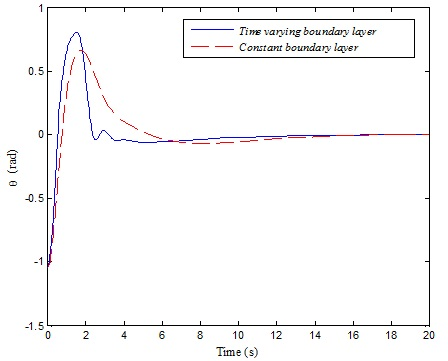 1
Time varying boundary layer
Constant boundary layer
0.5
0
θ (rad)
-0.5
-1
-1.5
0 2 4 6 8 10 12 14 16 18 20
Time (s)